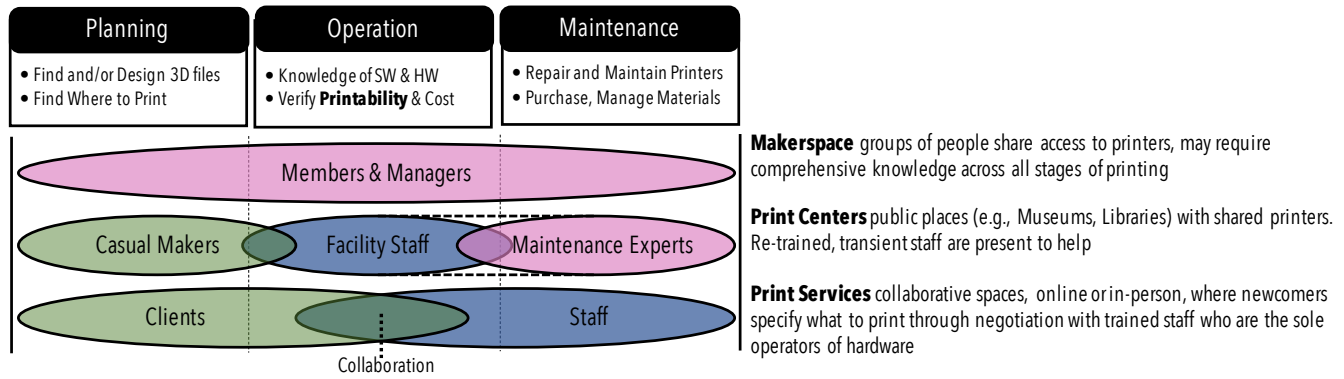 Planning
• Find and/or Design 3D files
• Find Where to Print
Operation
• Knowledge of SW & HW
• Verify Printability & Cost
Maintenance
• Repair and Maintain Printers
• Purchase, Manage Materials
Members & Managers
Makerspace groups of people share access to printers, may require
comprehensive knowledge across all stages of printing
Casual Makers
Facility Staff
Maintenance Experts
Print Centers public places (e.g., Museums, Libraries) with shared printers.
Re-trained, transient staff are present to help
Clients
Staff
Collaboration
Print Services collaborative spaces, online or in-person, where newcomers
specify what to print through negotiation with trained staff who are the sole
operators of hardware